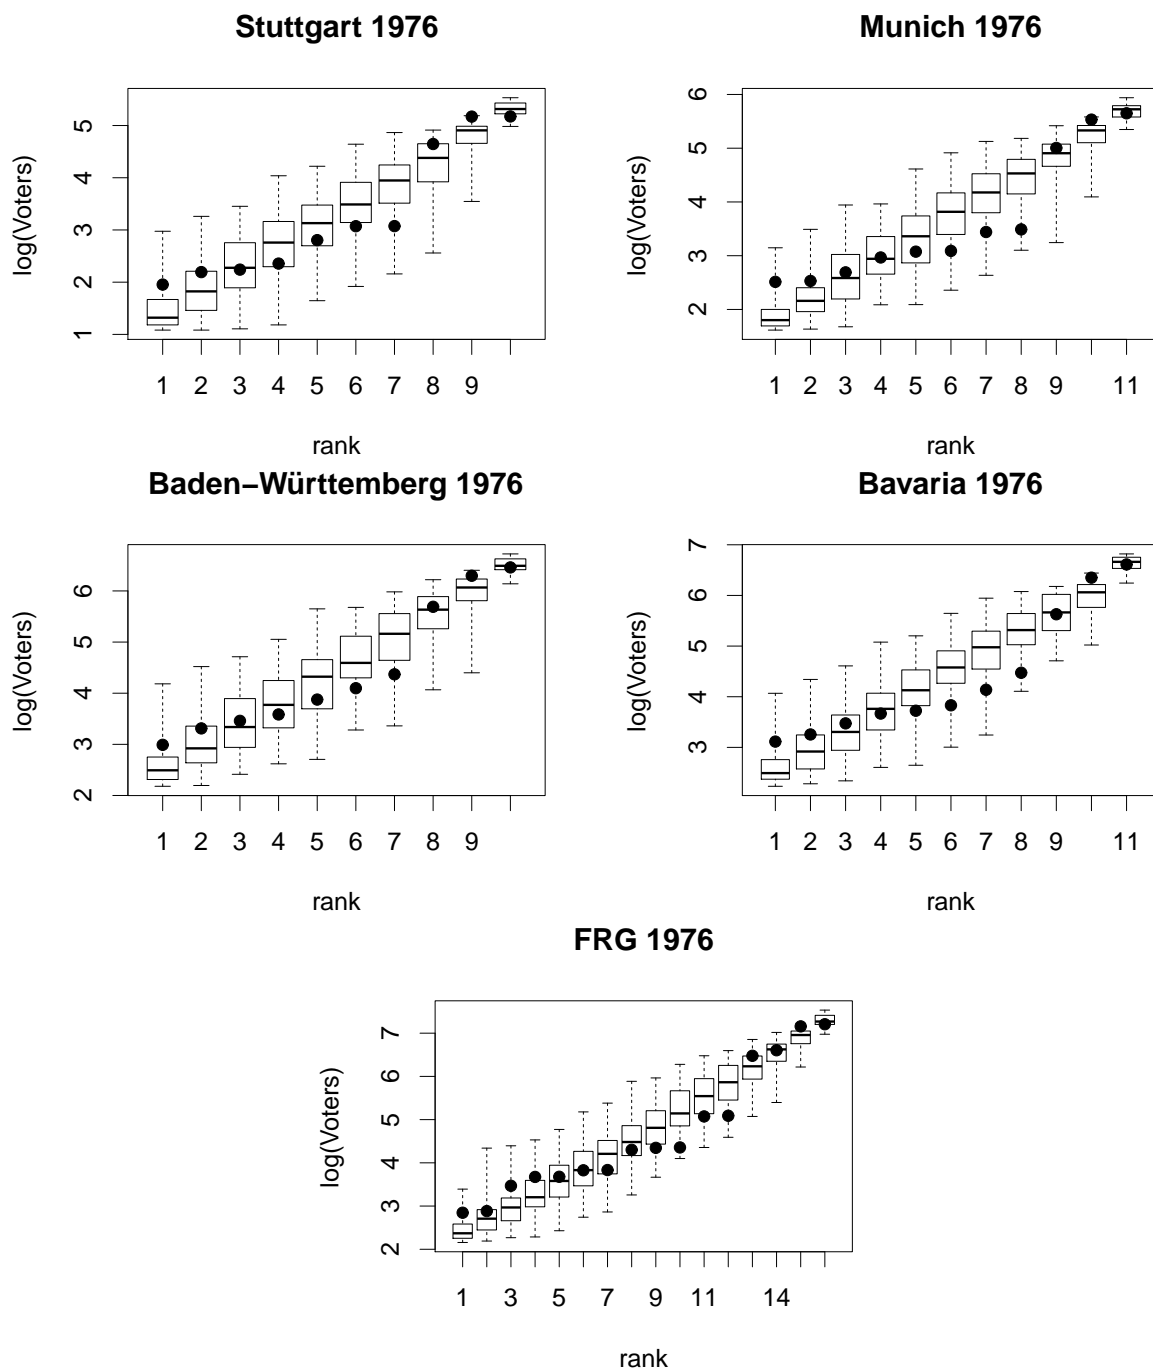 Stuttgart 1976
log(Voters)
1 2 3 4 5
1 2 3 4 5 6 7 8 9
rank
Munich 1976
log(Voters)
2 3 4 5 6
1 2 3 4 5 6 7 8 9 11
rank
Baden−Württemberg 1976
log(Voters)
2 3 4 5 6
1 2 3 4 5 6 7 8 9
rank
Bavaria 1976
log(Voters)
3 4 5 6 7
1 2 3 4 5 6 7 8 9 11
rank
FRG 1976
log(Voters)
2 3 4 5 6 7
1 3 5 7 9 11 14
rank